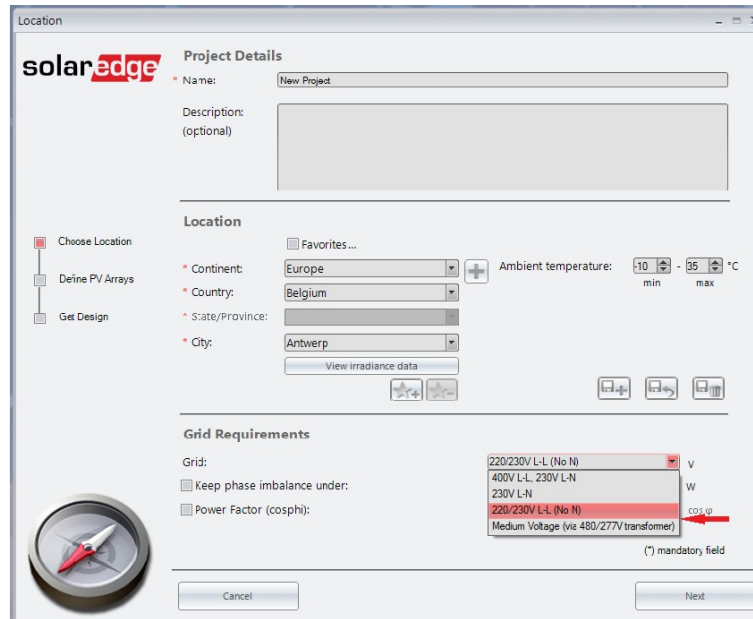 Location
solaredge
Project Details
* Name: New Project
Description:
(optional)
Location
Choose Location
Favorites...
Define PV Arrays
* Continent: Europe
Ambient temperature: -10 - 35 °C
min max
* Country: Belgium
Get Design
* State/Province:
* City: Antwerp
View irradiance data
Grid Requirements
Grid: 220/230V L-L (No N) V
400V L-L, 230V L-N
Keep phase imbalance under: W
230V L-N
220/230V L-L (No N)
Power Factor (cosphi): cos φ
Medium Voltage (via 480/277V transformer)
(*) mandatory field
Cancel
Next